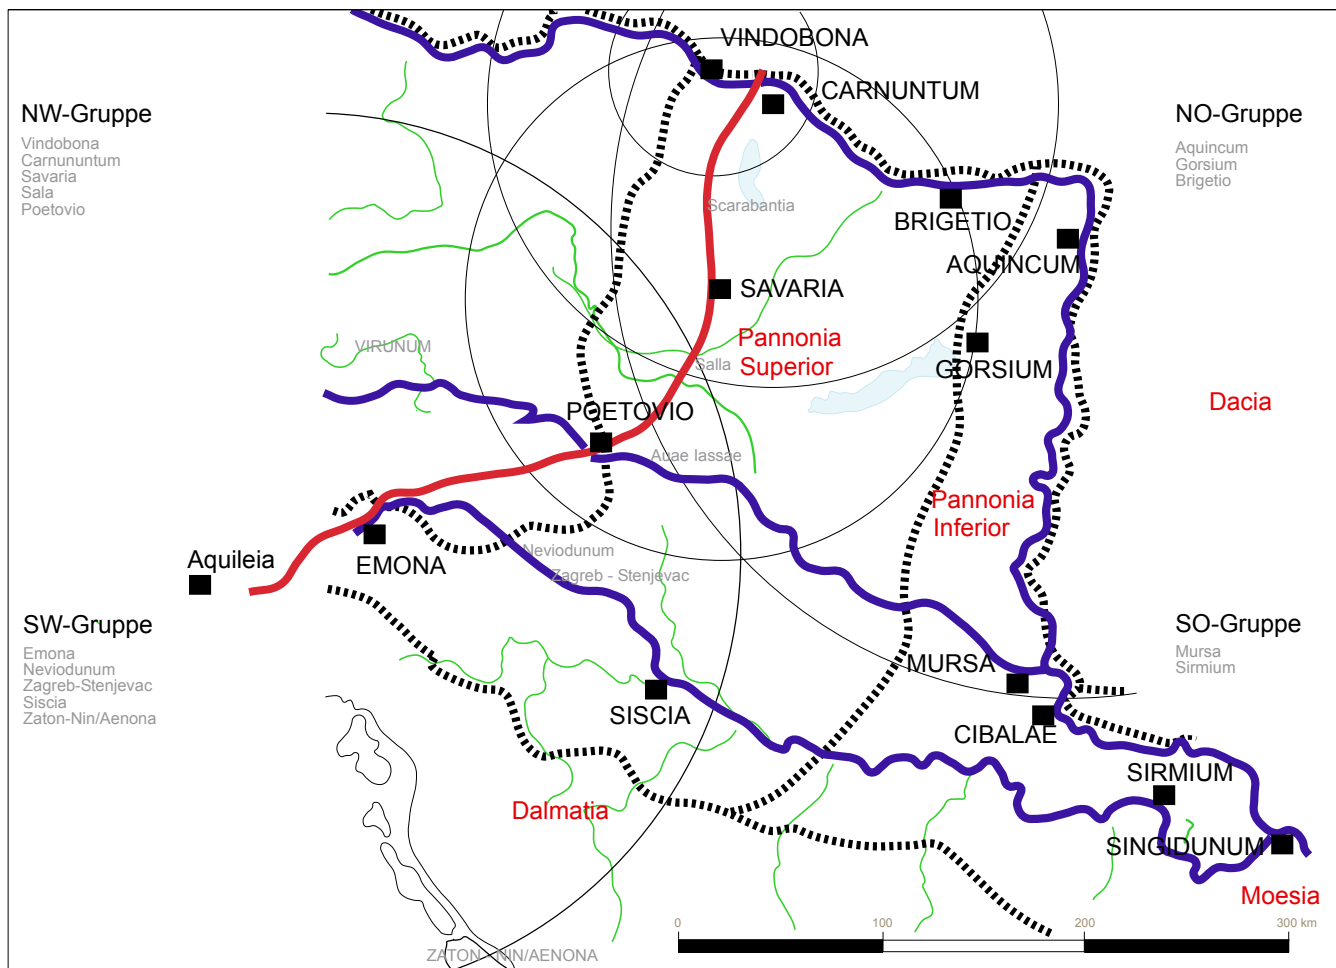 VINDOBONA
CARNUNTUM
NW-Gruppe
Vindobona
Carnununtum
Savaria
Sala
Poetovio
NO-Gruppe
Aquincum
Gorsium
Brigetio
Scarabantia
BRIGETIO
AQUINCUM
SAVARIA
Pannonia
Superior
VIRUNUM
Salla
GORSIUM
Dacia
POETOVIO
Auae Iassae
Pannonia
Inferior
Neviodunum
Aquileia
EMONA
Zagreb - Stenjevac
SW-Gruppe
Emona
Neviodunum
Zagreb-Stenjevac
Siscia
Zaton-Nin/Aenona
SO-Gruppe
Mursa
Sirmium
MURSA
SISCIA
CIBALAE
SIRMIUM
Dalmatia
SINGIDUNUM
Moesia
0 100 200 300 km
ZATON - NIN/AENONA